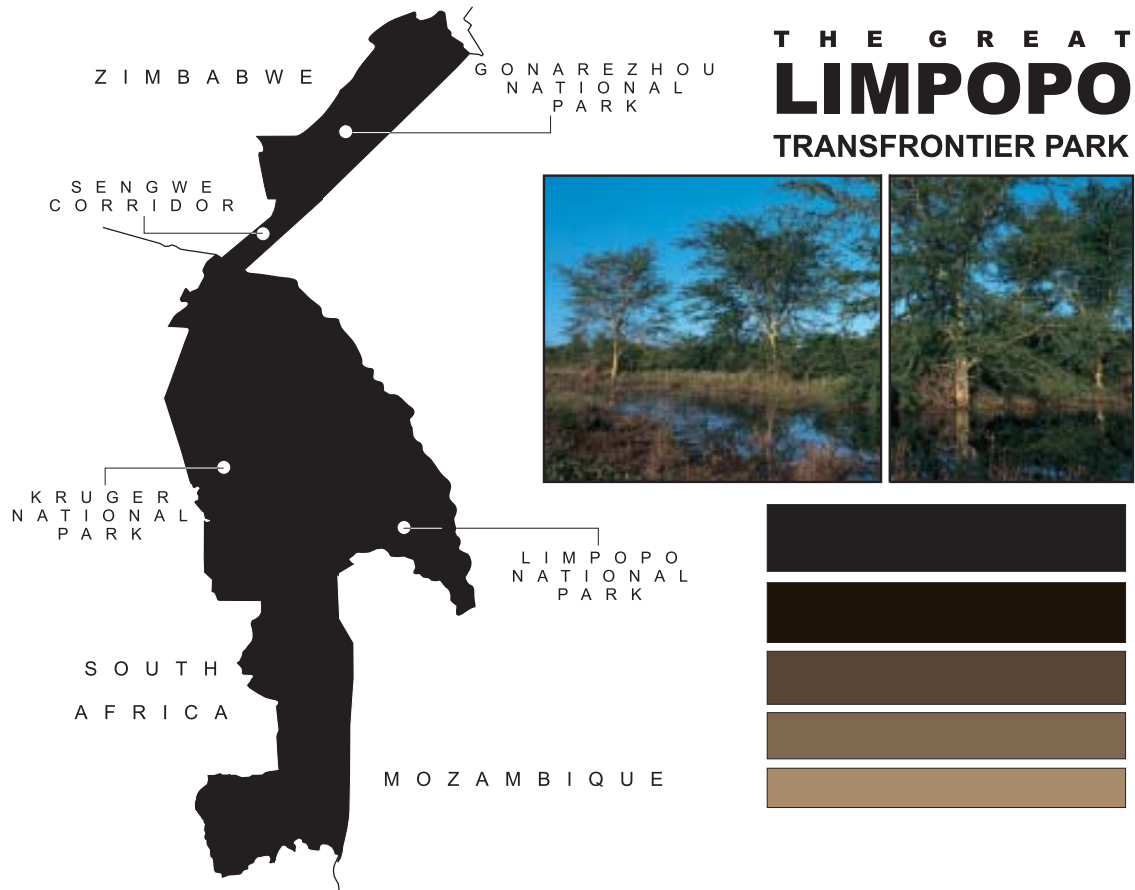 THE GREAT
LIMPOPO
TRANSFRONTIER PARK
ZIMBABWE
GONAREZHOU
NATIONAL
PARK
SENGWE
CORRIDOR
KRUGER
NATIONAL
PARK
LIMPOPO
NATIONAL
PARK
SOUTH
AFRICA
MOZAMBIQUE